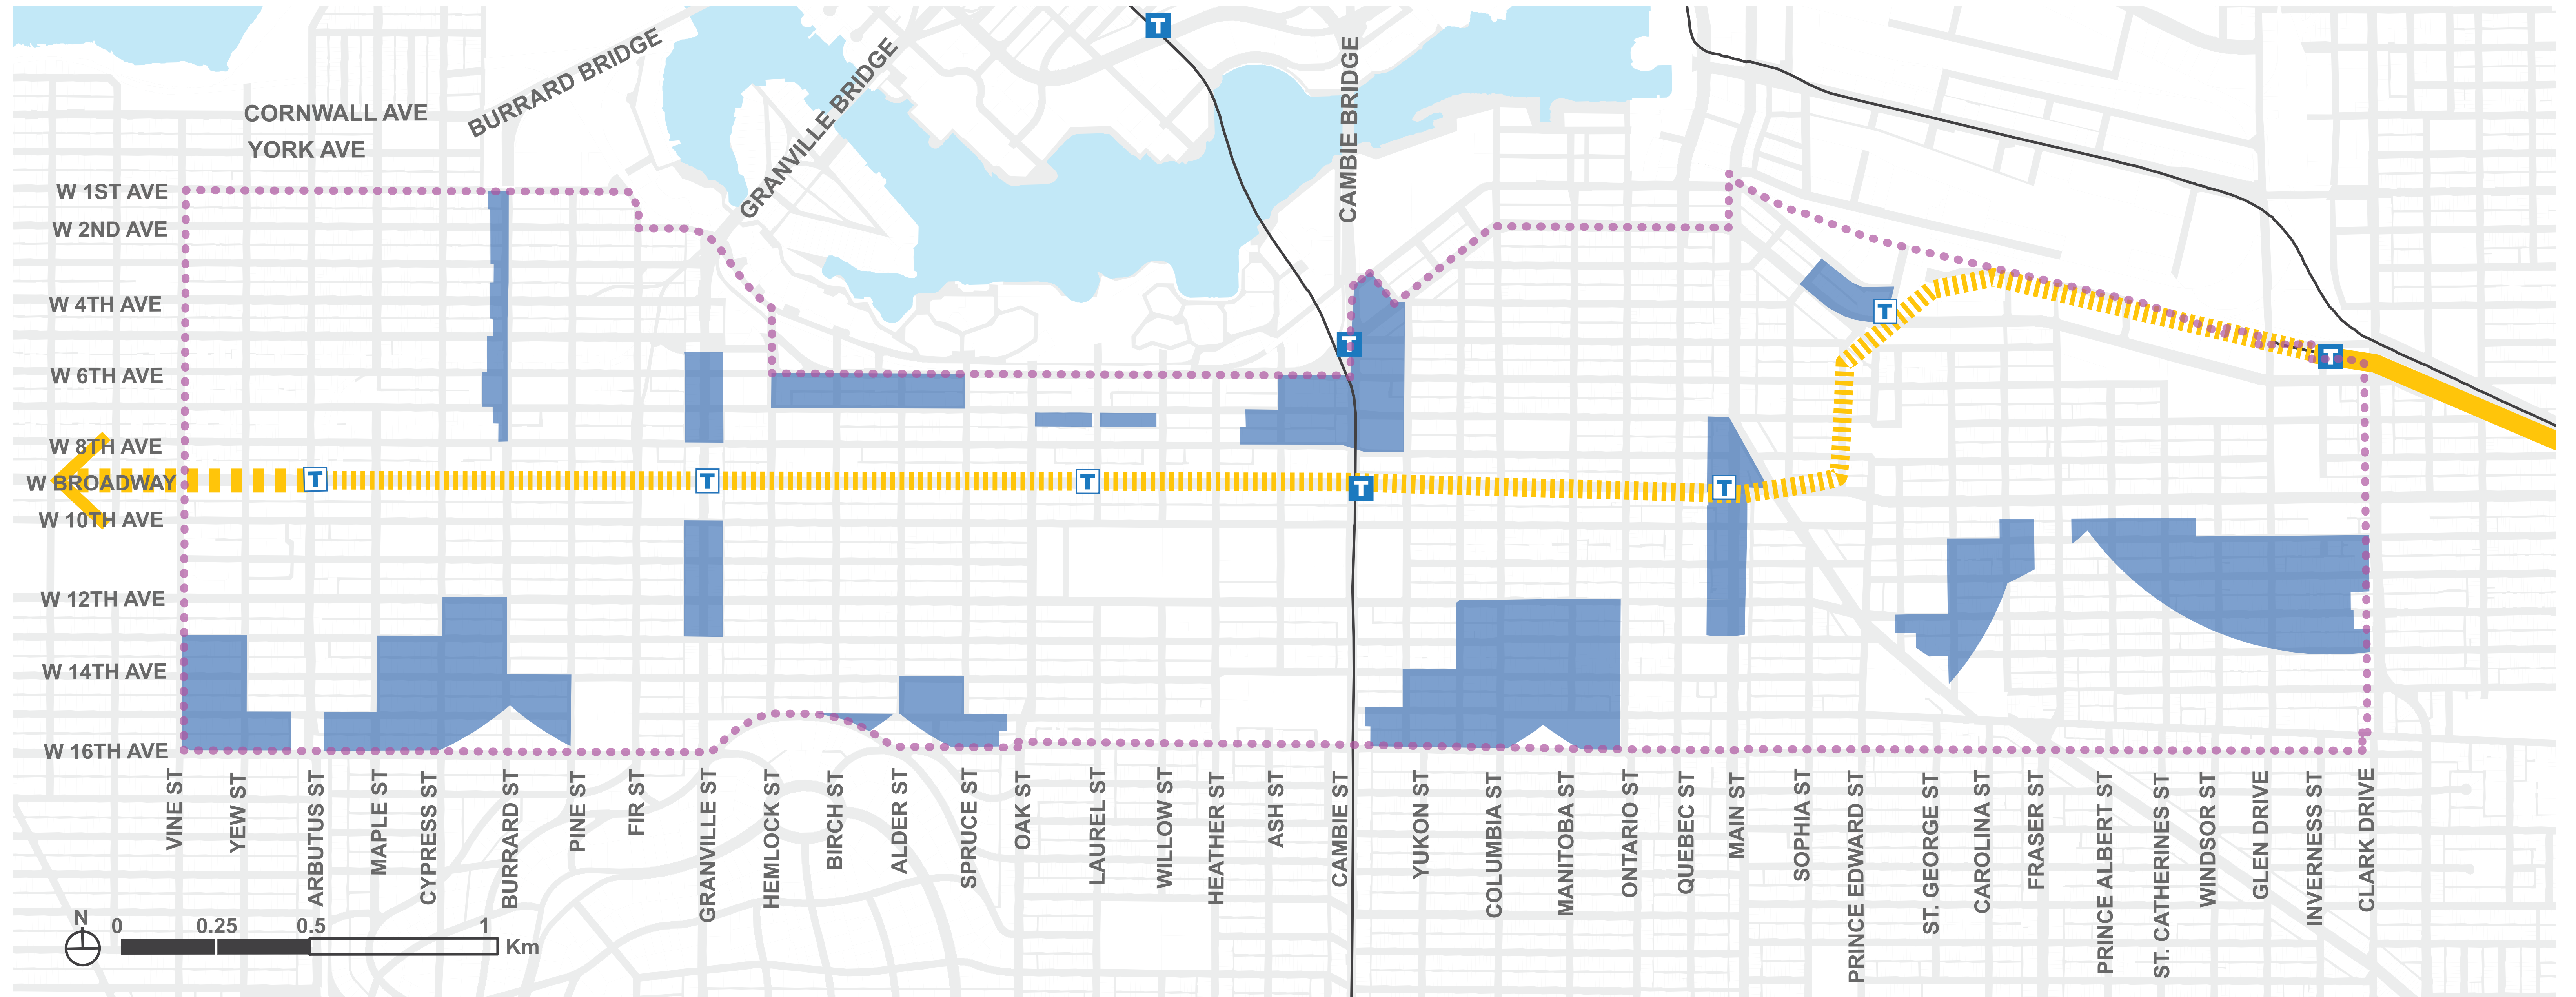 T
BURRARD BRIDGE
GRANVILLE BRIDGE
CAMBIE BRIDGE
CORNWALL AVE
YORK AVE
W 1ST AVE
W 2ND AVE
W 4TH AVE
T
T
T
W 6TH AVE
W 8TH AVE
W BROADWAY
T
T
T
T
T
W 10TH AVE
W 12TH AVE
W 14TH AVE
W 16TH AVE
VINE ST
YEW ST
ARBUTUS ST
MAPLE ST
CYPRESS ST
BURRARD ST
PINE ST
FIR ST
GRANVILLE ST
HEMLOCK ST
BIRCH ST
ALDER ST
SPRUCE ST
OAK ST
LAUREL ST
WILLOW ST
HEATHER ST
ASH ST
CAMBIE ST
YUKON ST
COLUMBIA ST
MANITOBA ST
ONTARIO ST
QUEBEC ST
MAIN ST
SOPHIA ST
PRINCE EDWARD ST
ST. GEORGE ST
CAROLINA ST
FRASER ST
PRINCE ALBERT ST
ST. CATHERINES ST
WINDSOR ST
GLEN DRIVE
INVERNESS ST
CLARK DRIVE
N
0 0.25 0.5 1
Km